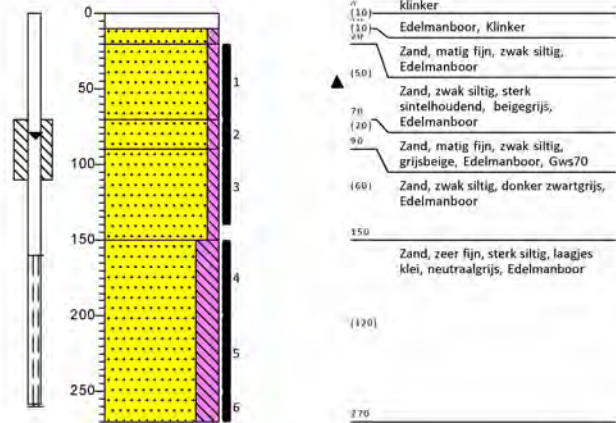 klinker
0
(10)
Edelmanboor, Klinker
(10)
20
Zand, matig fijn, zwak siltig,
Edelmanboor
(50)
50
1
Zand, zwak siltig, sterk
sintelhoudend, beigegrijs,
Edelmanboor
70
(20)
2
90
Zand, matig fijn, zwak siltig,
grijsbeige, Edelmanboor, Gws70
100
3
(60)
Zand, zwak siltig, donker zwartgrijs,
Edelmanboor
150
150
Zand, zeer fijn, sterk siltig, laagjes
klei, neutraalgrijs, Edelmanboor
4
200
(120)
5
250
6
270